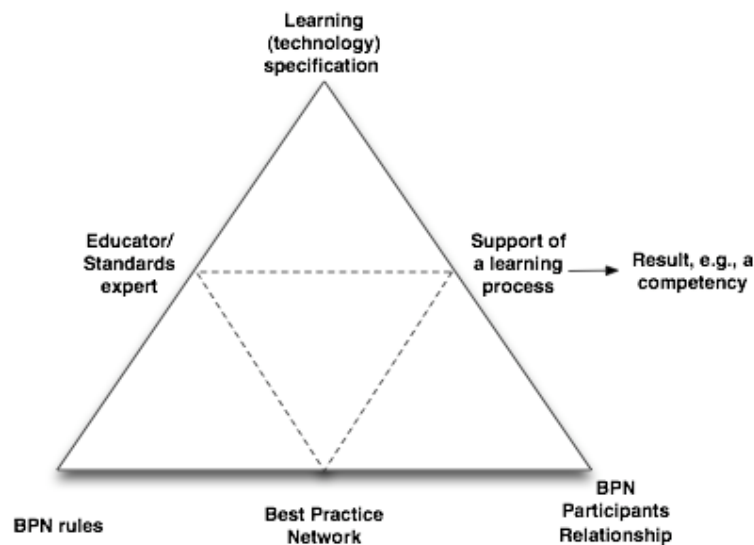 Learning
(technology)
specification
Educator/
Standards
expert
Support of
a learning
process
Result, e.g., a
competency
BPN rules
Best Practice
Network
BPN
Participants
Relationship